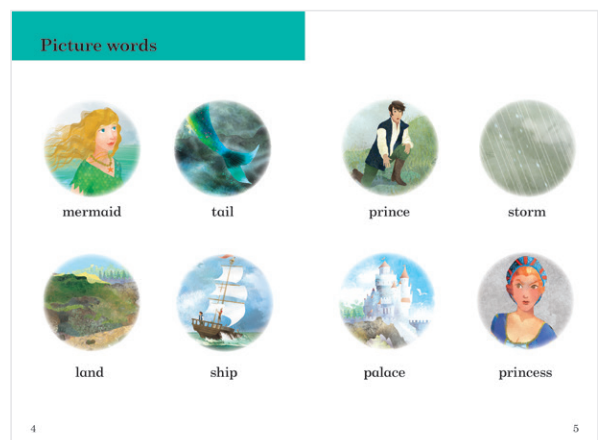 Picture words
mermaid
tail
prince
storm
land
ship
palace
princess
4
5